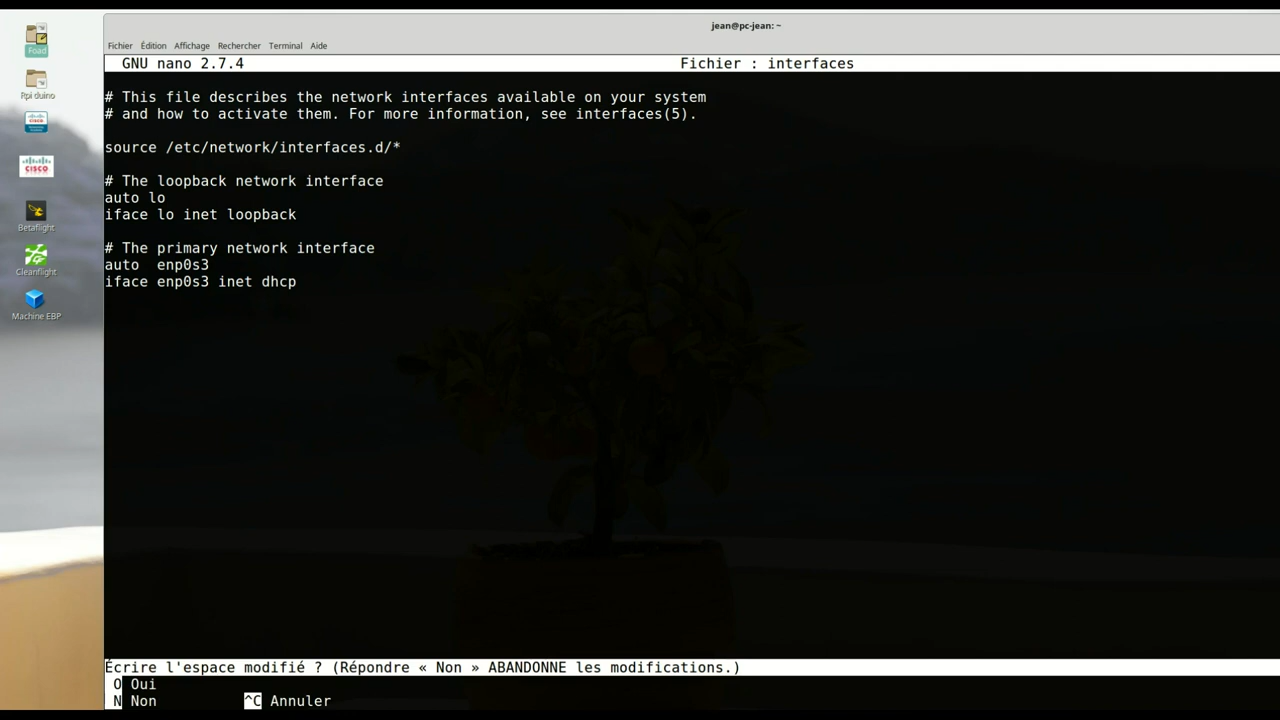 jean@pc-jean: ~
Fichier Édition Affichage Rechercher Terminal Aide
GNU nano 2.7.4 Fichier : interfaces
# This file describes the network interfaces available on your system
# and how to activate them. For more information, see interfaces(5).
source /etc/network/interfaces.d/*
# The loopback network interface
auto lo
iface lo inet loopback
# The primary network interface
auto  enp0s3
iface enp0s3 inet dhcp
Écrire l'espace modifié ? (Répondre « Non » ABANDONNE les modifications.)
O Oui
N Non ^C Annuler
Foad
Rpi duino
CISCO
Betaflight
Cleanflight
Machine EBP